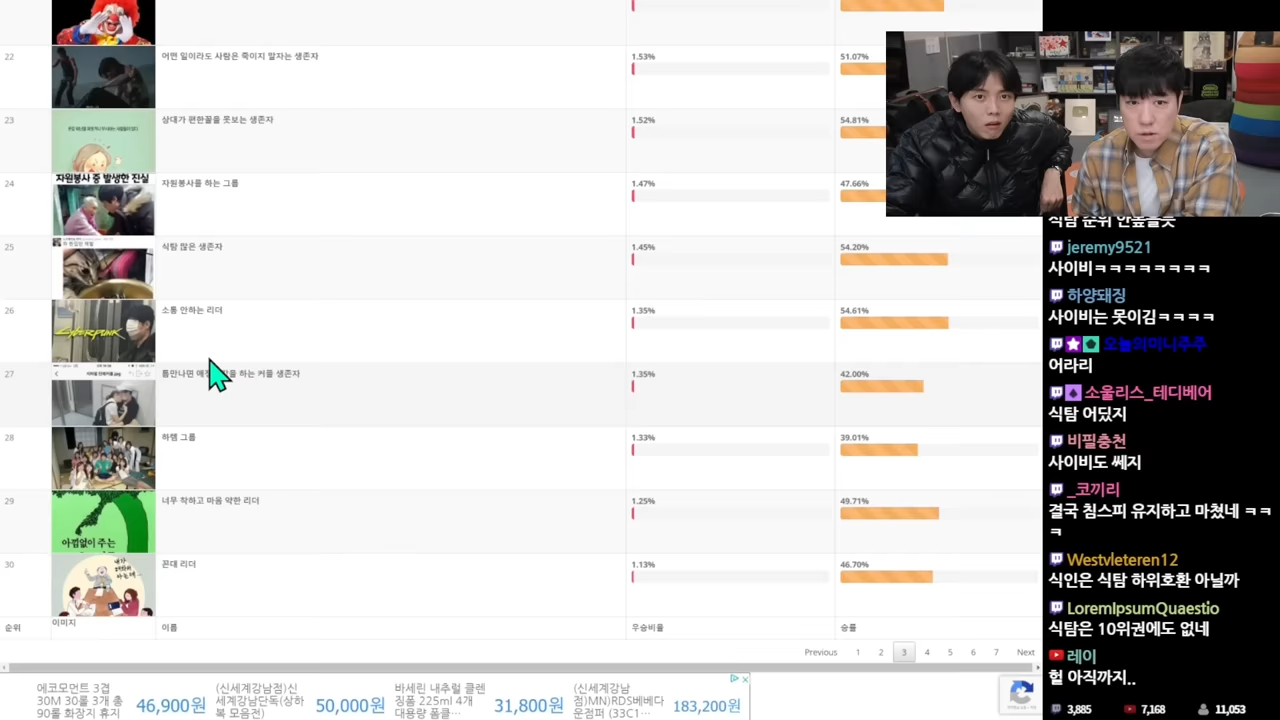 22
어떤 일이라도 사람은 죽이지 말자는 생존자
1.53%
51.07%
23
상대가 편한꼴을 못보는 생존자
1.52%
54.81%
자원봉사 중 발생한 진실
24
자원봉사를 하는 그룹
1.47%
47.66%
25
식탐 많은 생존자
1.45%
54.20%
26
CYBERPUNK
소통 안하는 리더
1.35%
54.61%
27
틈만나면
하는 커플 생존자
1.35%
42.00%
28
하렘 그룹
1.33%
39.01%
29
아낌없이 주는
너무 착하고 마음 약한 리더
1.25%
49.71%
30
꼰대 리더
1.13%
46.70%
순위
이미지
이름
우승비율
승률
Previous 1 2 3 4 5 6 7 Next
에코모먼트 3겹
30M 30롤 3개 총
90롤 화장지 휴지
46,900원
(신세계강남점)신
세계강남단독(상하
복 모음전)
50,000원
바세린 내추럴 클렌
징폼 225ml 4개
대용량 폼클…
31,800원
(신세계강남
점)MN)RDS베베다
운점퍼 (33C1…
183,200원
식탐 순위 안높을듯
jeremy9521
사이비ㅋㅋㅋㅋㅋㅋㅋㅋ
하양돼징
사이비는 못이김ㅋㅋㅋㅋ
오늘의미니주주
어라리
소울리스_테디베어
식탐 어딨지
비필충천
사이비도 쎄지
_코끼리
결국 침스피 유지하고 마쳤네 ㅋㅋ
ㅋ
Westvleteren12
식인은 식탐 하위호환 아닐까
LoremIpsumQuaestio
식탐은 10위권에도 없네
레이
헐 아직까지..
3,885
7,168
11,053